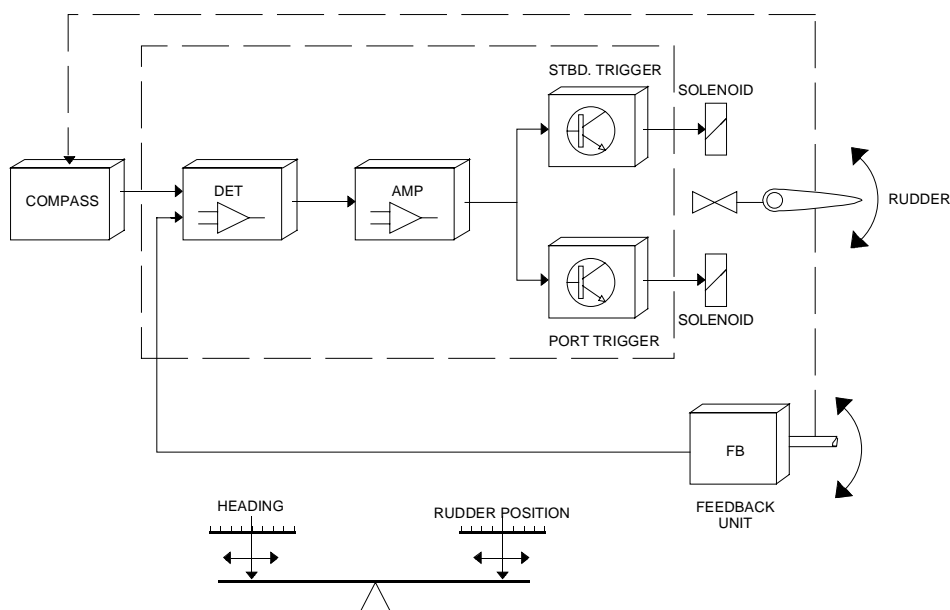 STBD. TRIGGER
SOLENOID
COMPASS
DET
AMP
RUDDER
SOLENOID
PORT TRIGGER
FB
FEEDBACK
UNIT
HEADING
RUDDER POSITION